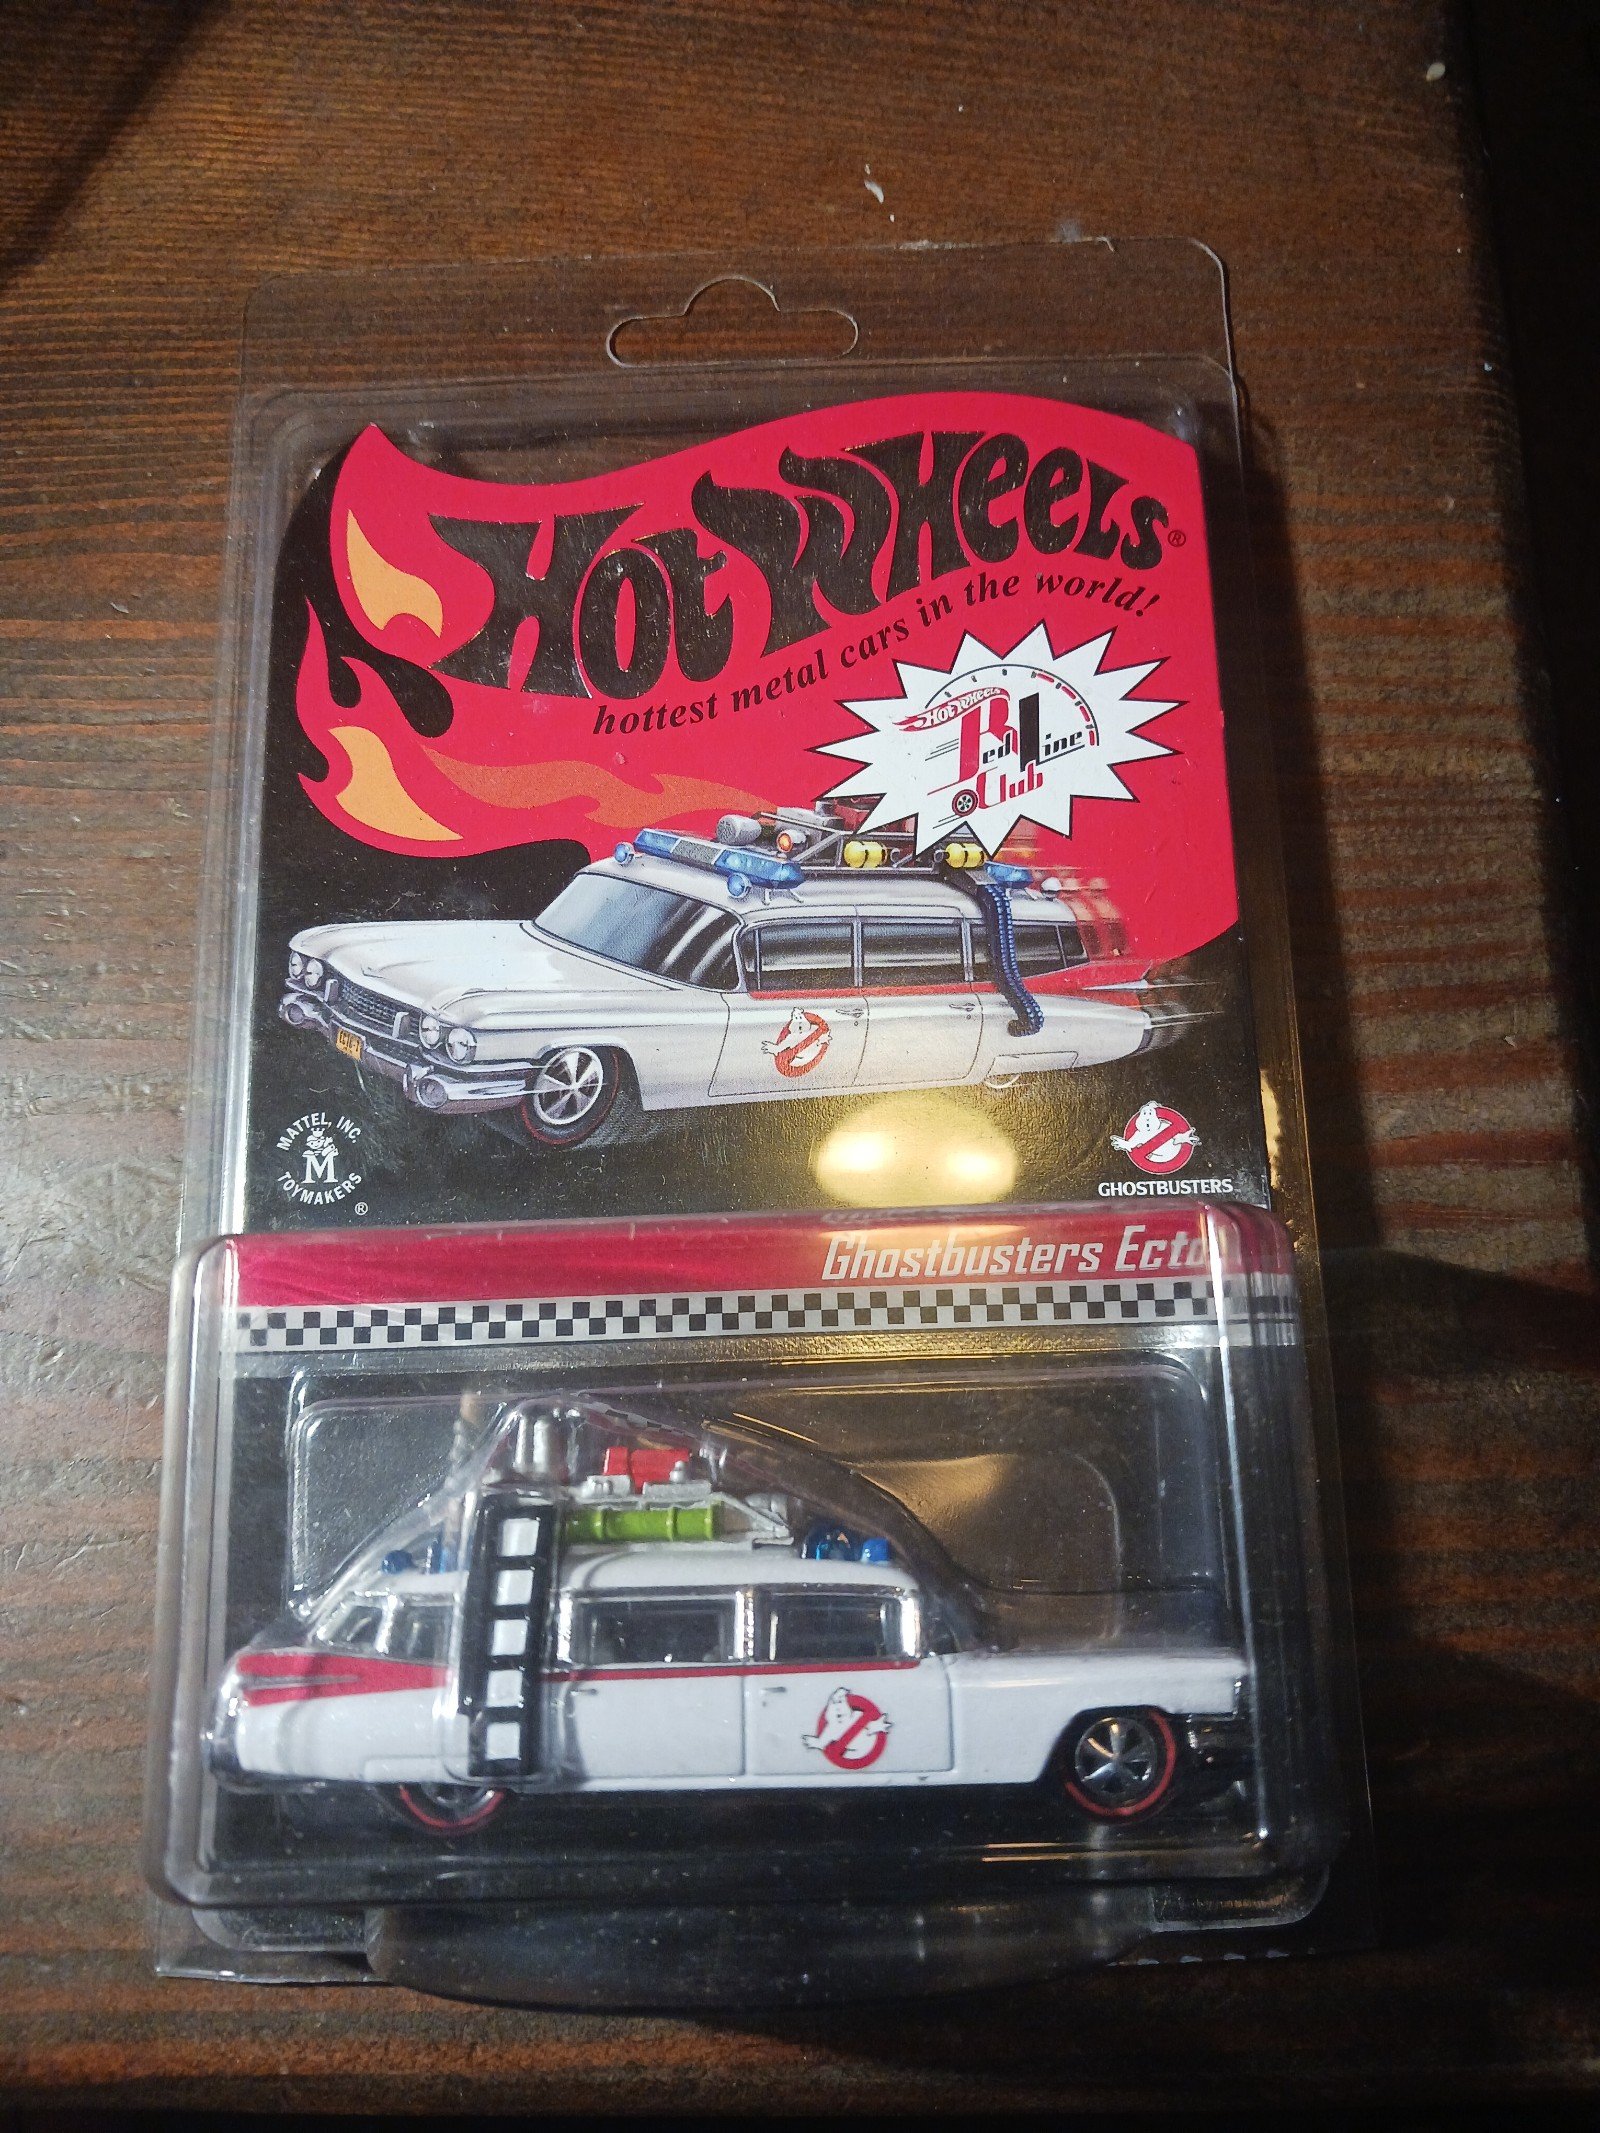 Hot Wheels®
hottest metal cars in the world!
Hot Wheels
Red Line
Club
MATTEL, INC.
M
TOYMAKERS
®
GHOSTBUSTERS
Ghostbusters Ecto